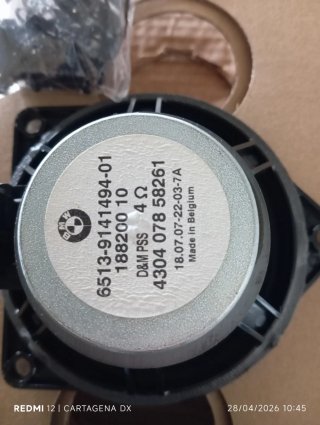 BMW
6513-9141494-01
188200 10
D&M PSS 4 Ω
4304 078 58261
18.07.07-22-03-7A
Made in Belgium
REDMI 12 | CARTAGENA DX
28/04/2026 10:45